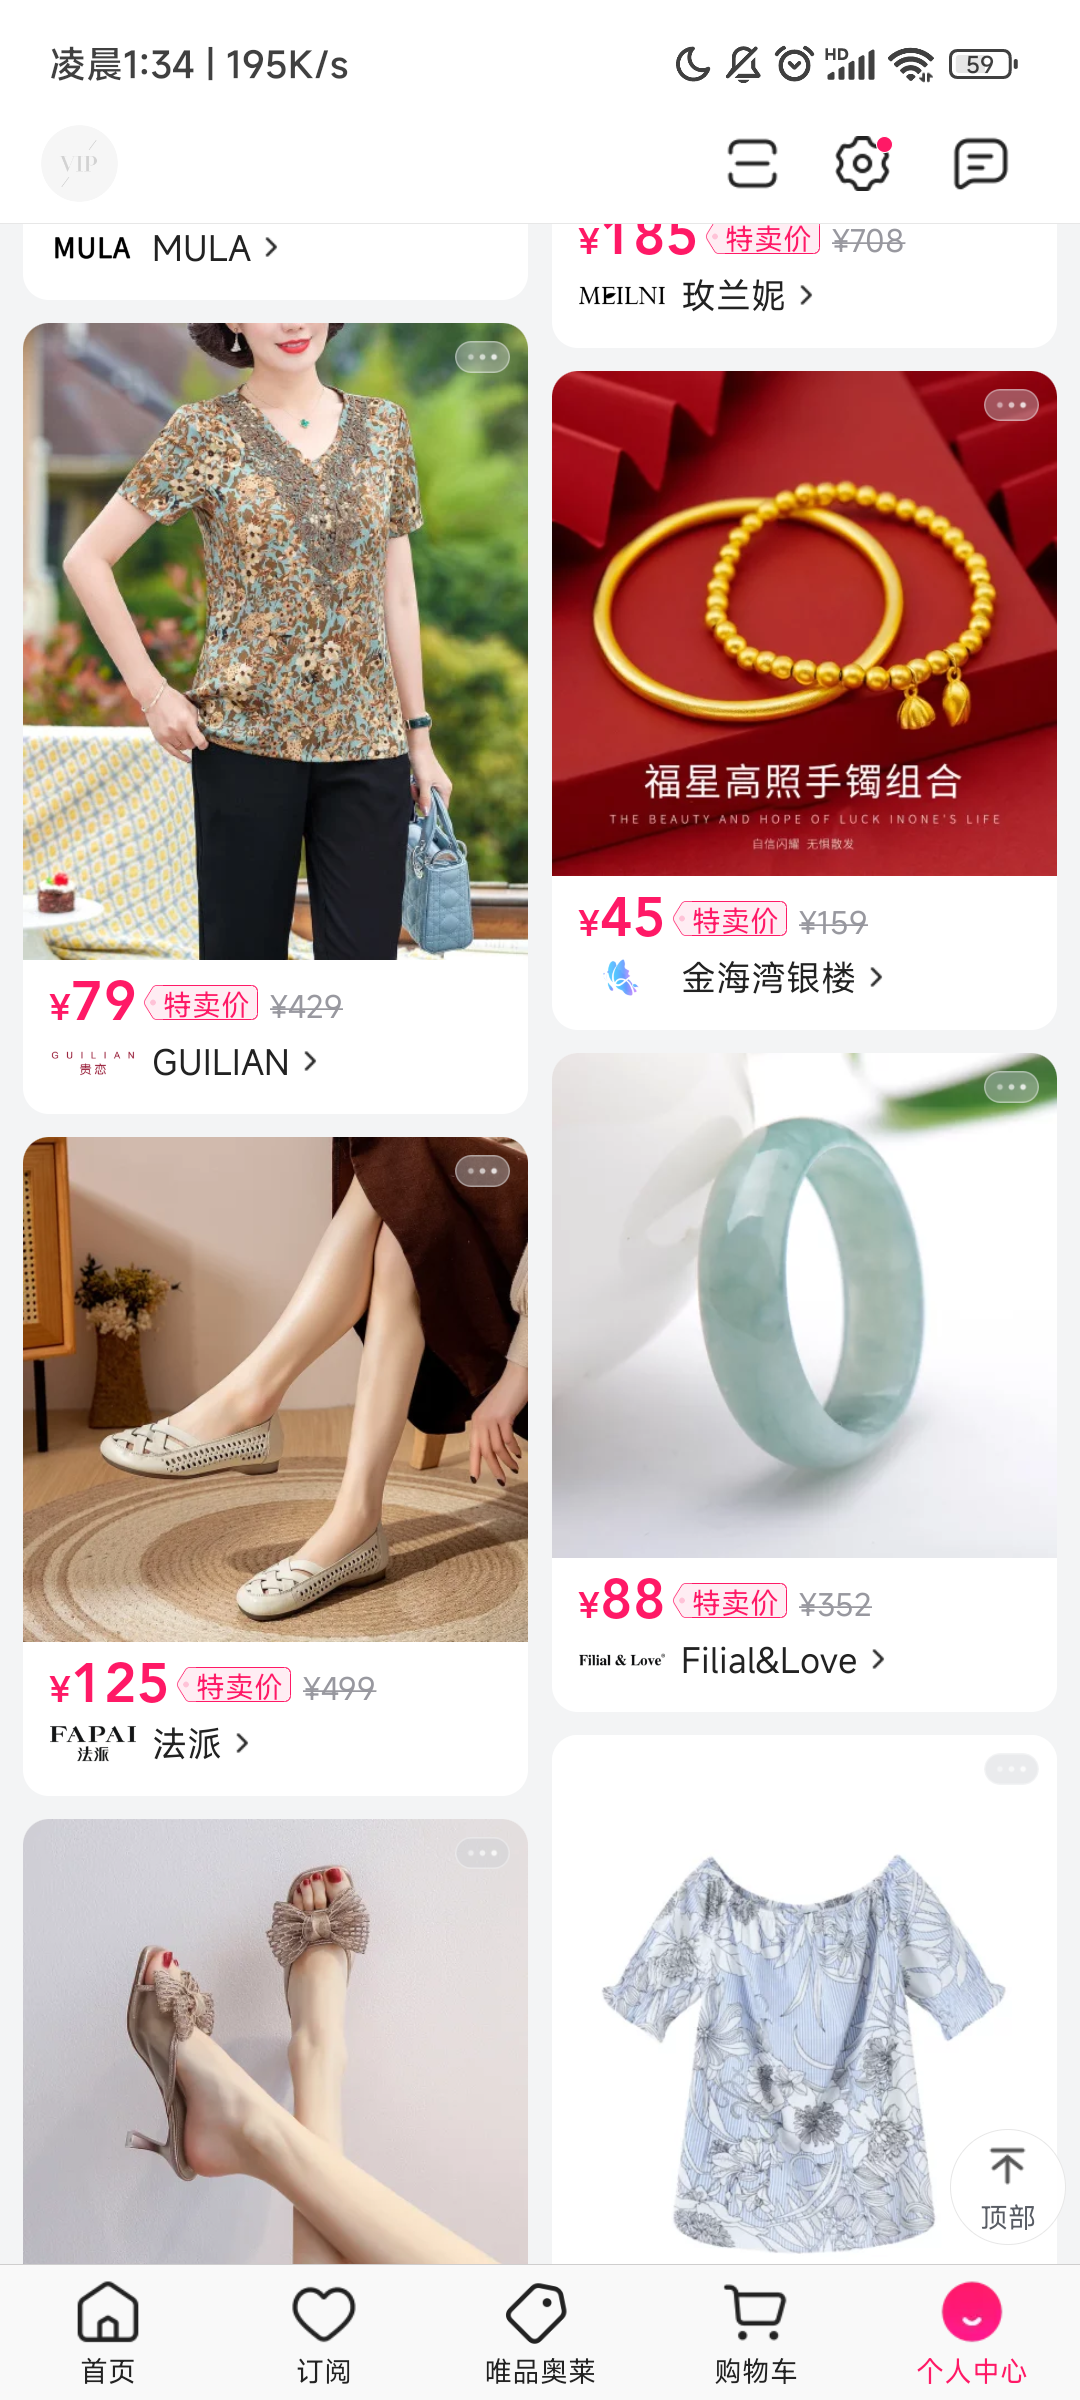 凌晨1:34 | 195K/s
HD
59
VIP
MULA MULA
¥185 特卖价 ¥708
MEILNI 玫兰妮
福星高照手镯组合
THE BEAUTY AND HOPE OF LUCK INONE'S LIFE
自信闪耀 无惧散发
¥45 特卖价 ¥159
金海湾银楼
¥79 特卖价 ¥429
GUILIAN
贵恋
GUILIAN
¥88 特卖价 ¥352
Filial & Love Filial&Love
¥125 特卖价 ¥499
FAPAI
法派
法派
顶部
首页 订阅 唯品奥莱 购物车 个人中心